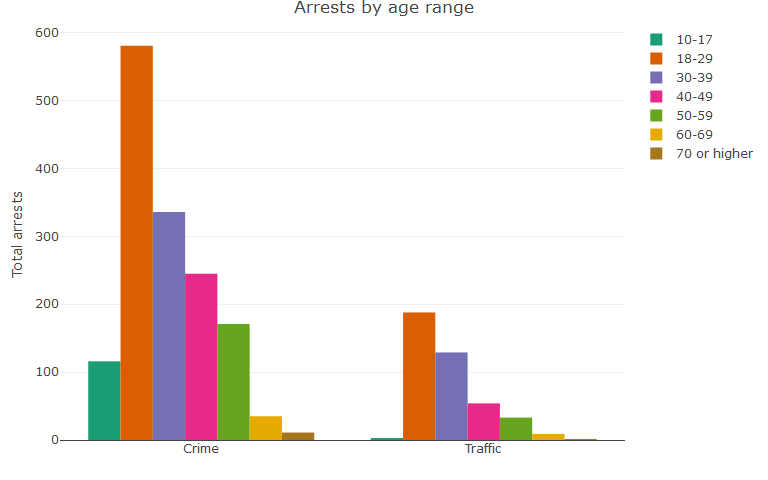 Arrests by age range
600
500
400
300
200
100
0
Total arrests
Crime
Traffic
10-17
18-29
30-39
40-49
50-59
60-69
70 or higher